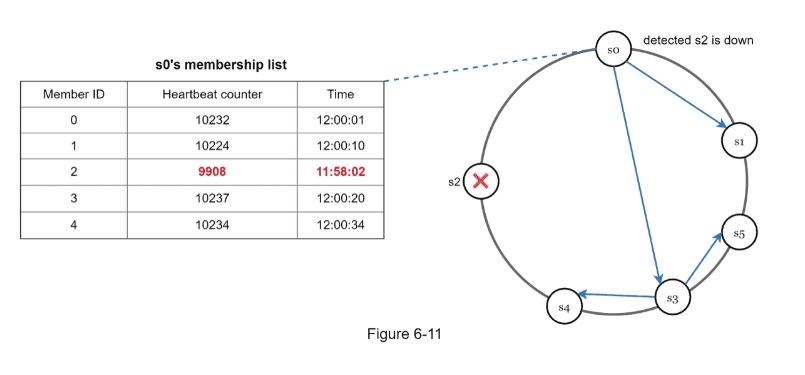 s0's membership list
Member ID Heartbeat counter Time
0 10232 12:00:01
1 10224 12:00:10
2 9908 11:58:02
3 10237 12:00:20
4 10234 12:00:34
s0
detected s2 is down
s1
s2
s5
s4
s3
Figure 6-11